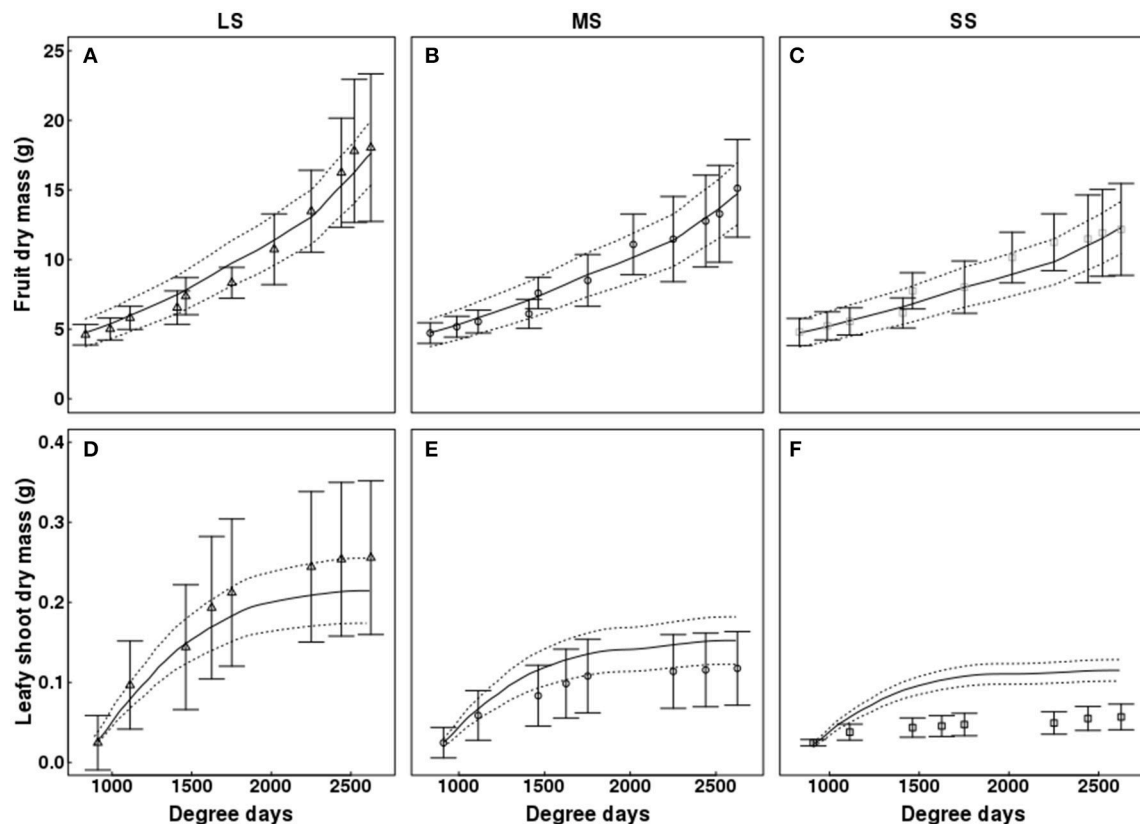 LS MS SS
A B C
Fruit dry mass (g)
25
20
15
10
5
0
D E F
Leafy shoot dry mass (g)
0.4
0.3
0.2
0.1
0.0
1000 1500 2000 2500 1000 1500 2000 2500 1000 1500 2000 2500
Degree days Degree days Degree days